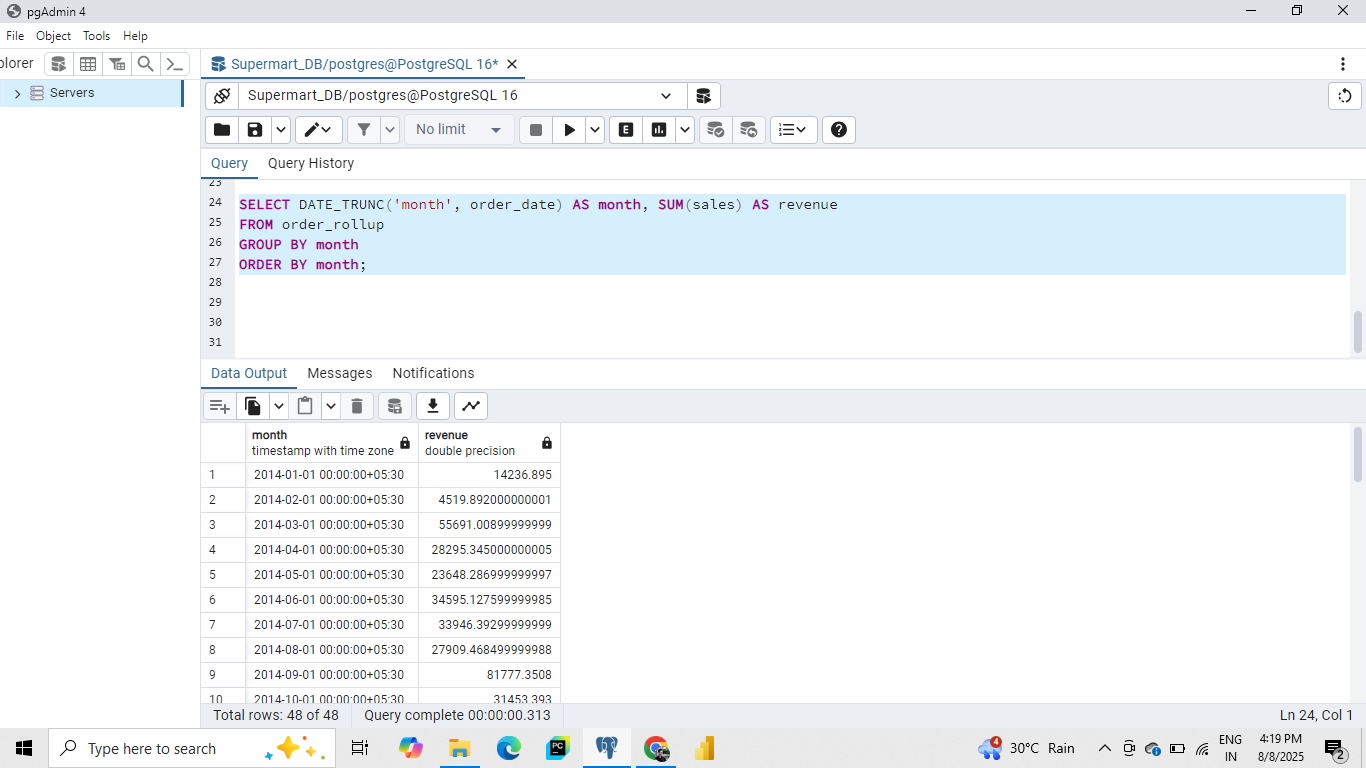 pgAdmin 4
File Object Tools Help
plorer
Supermart_DB/postgres@PostgreSQL 16*
Servers
Supermart_DB/postgres@PostgreSQL 16
No limit
E
Query Query History
23
24 SELECT DATE_TRUNC('month', order_date) AS month, SUM(sales) AS revenue
25 FROM order_rollup
26 GROUP BY month
27 ORDER BY month;
28
29
30
31
Data Output Messages Notifications
month revenue
timestamp with time zone double precision
1 2014-01-01 00:00:00+05:30 14236.895
2 2014-02-01 00:00:00+05:30 4519.892000000001
3 2014-03-01 00:00:00+05:30 55691.00899999999
4 2014-04-01 00:00:00+05:30 28295.345000000005
5 2014-05-01 00:00:00+05:30 23648.286999999997
6 2014-06-01 00:00:00+05:30 34595.127599999985
7 2014-07-01 00:00:00+05:30 33946.39299999999
8 2014-08-01 00:00:00+05:30 27909.468499999988
9 2014-09-01 00:00:00+05:30 81777.3508
10 2014-10-01 00:00:00+05:30 31453.393
Total rows: 48 of 48 Query complete 00:00:00.313 Ln 24, Col 1
Type here to search
PC
4
30°C Rain
ENG
IN
4:19 PM
8/8/2025
2